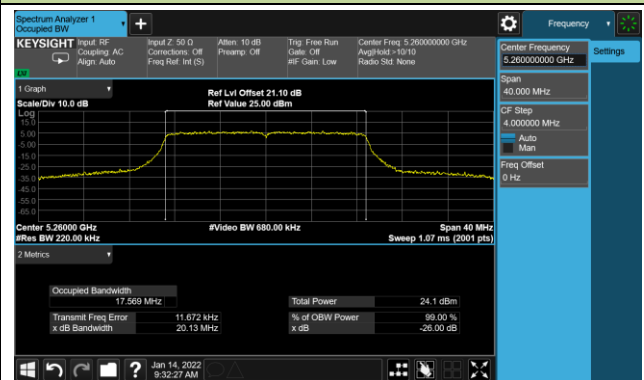 Spectrum Analyzer 1
Occupied BW
Frequency
KEYSIGHT
Input: RF
Coupling: AC
Align: Auto
Input Z: 50 Ω
Corrections: Off
Freq Ref: Int (S)
Atten: 10 dB
Preamp: Off
Trig: Free Run
Gate: Off
#IF Gain: Low
Center Freq: 5.260000000 GHz
Avg|Hold:>10/10
Radio Std: None
Center Frequency
5.260000000 GHz
Settings
Span
40.000 MHz
CF Step
4.000000 MHz
Auto
Man
Freq Offset
0 Hz
1 Graph
Scale/Div 10.0 dB
Ref Lvl Offset 21.10 dB
Ref Value 25.00 dBm
Log
15.0
5.00
-5.00
-15.0
-25.0
-35.0
-45.0
-55.0
-65.0
Center 5.26000 GHz
#Res BW 220.00 kHz
#Video BW 680.00 kHz
Span 40 MHz
Sweep 1.07 ms (2001 pts)
2 Metrics
Occupied Bandwidth
17.569 MHz
Total Power 24.1 dBm
Transmit Freq Error 11.672 kHz
% of OBW Power 99.00 %
x dB Bandwidth 20.13 MHz
x dB -26.00 dB
?
Jan 14, 2022
9:32:27 AM